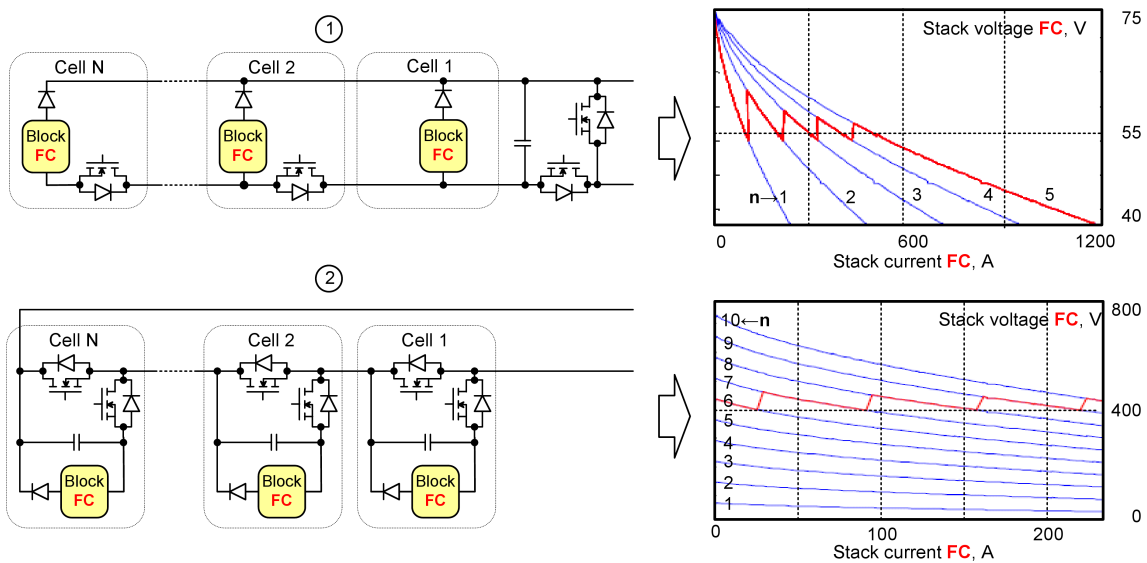 1
Cell N
Cell 2
Cell 1
Block
FC
Block
FC
Block
FC
Stack voltage FC, V
75
55
40
n→1
2
3
4
5
0
600
1200
Stack current FC, A
2
Cell N
Cell 2
Cell 1
Block
FC
Block
FC
Block
FC
Stack voltage FC, V
800
400
0
10←n
9
8
7
6
5
4
3
2
1
0
100
200
Stack current FC, A